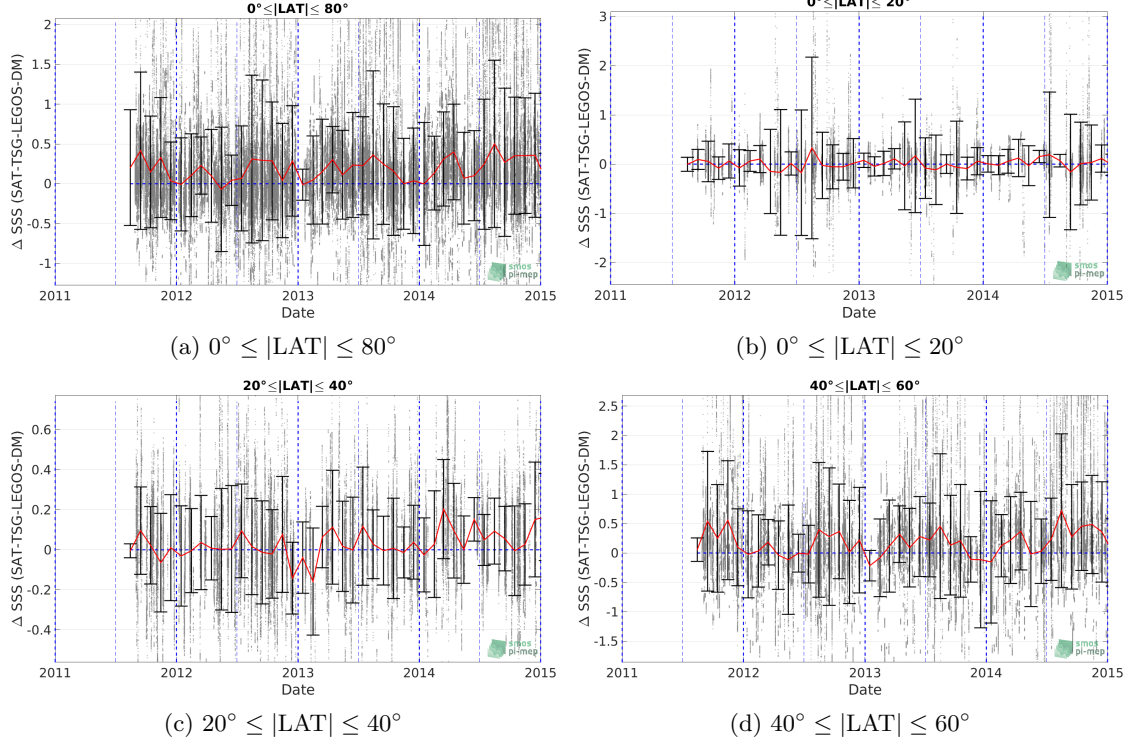 0°≤|LAT|≤ 80°
Δ SSS (SAT-TSG-LEGOS-DM)
2
1.5
1
0.5
0
-0.5
-1
2011
2012
2013
2014
2015
Date
smos
pi-mep
(a) 0° ≤ |LAT| ≤ 80°
0°≤|LAT|≤ 20°
Δ SSS (SAT-TSG-LEGOS-DM)
3
2
1
0
-1
-2
2011
2012
2013
2014
2015
Date
smos
pi-mep
(b) 0° ≤ |LAT| ≤ 20°
20°≤|LAT|≤ 40°
Δ SSS (SAT-TSG-LEGOS-DM)
0.6
0.4
0.2
0
-0.2
-0.4
2011
2012
2013
2014
2015
Date
smos
pi-mep
(c) 20° ≤ |LAT| ≤ 40°
40°≤|LAT|≤ 60°
Δ SSS (SAT-TSG-LEGOS-DM)
2.5
2
1.5
1
0.5
0
-0.5
-1
-1.5
2011
2012
2013
2014
2015
Date
smos
pi-mep
(d) 40° ≤ |LAT| ≤ 60°